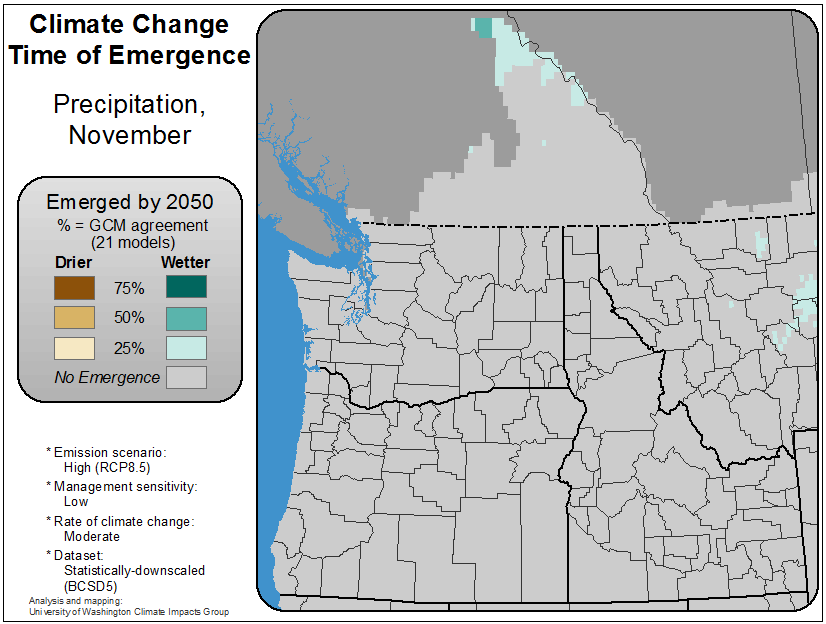 Climate Change
Time of Emergence
Precipitation,
November
Emerged by 2050
% = GCM agreement
(21 models)
Drier Wetter
75%
50%
25%
No Emergence
* Emission scenario:
High (RCP8.5)
* Management sensitivity:
Low
* Rate of climate change:
Moderate
* Dataset:
Statistically-downscaled
(BCSD5)
Analysis and mapping:
University of Washington Climate Impacts Group